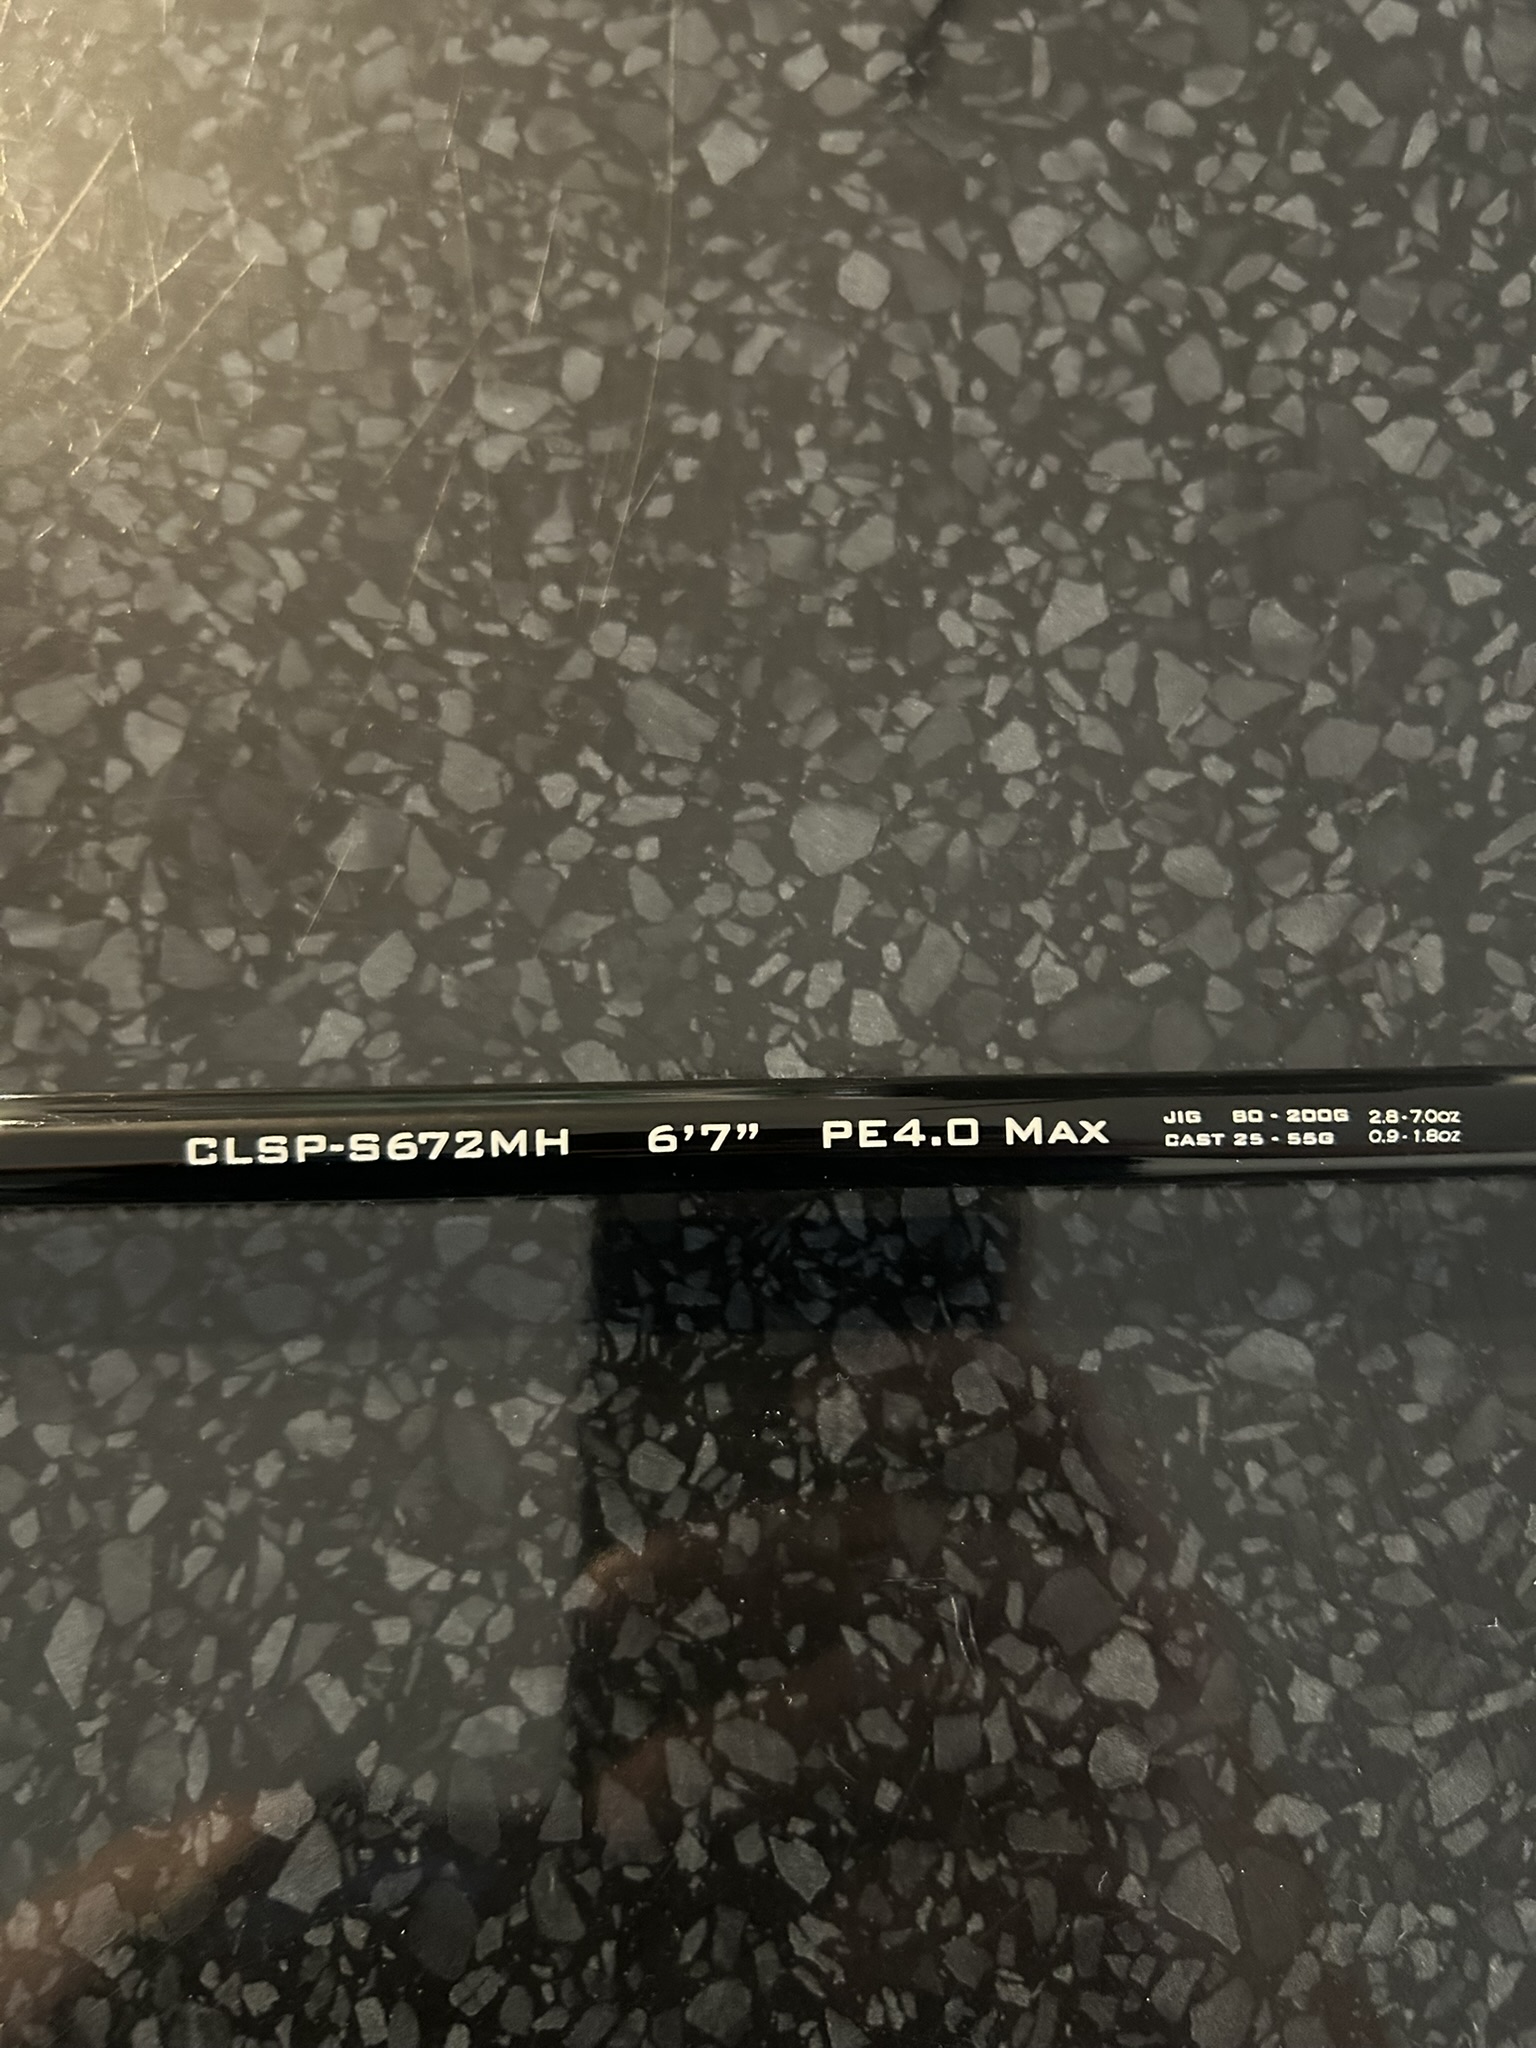 CLSP-S672MH 6'7” PE4.0 MAX
JIG 80 - 200G 2.8-7.0oz
CAST 25 - 55G 0.9-1.8oz